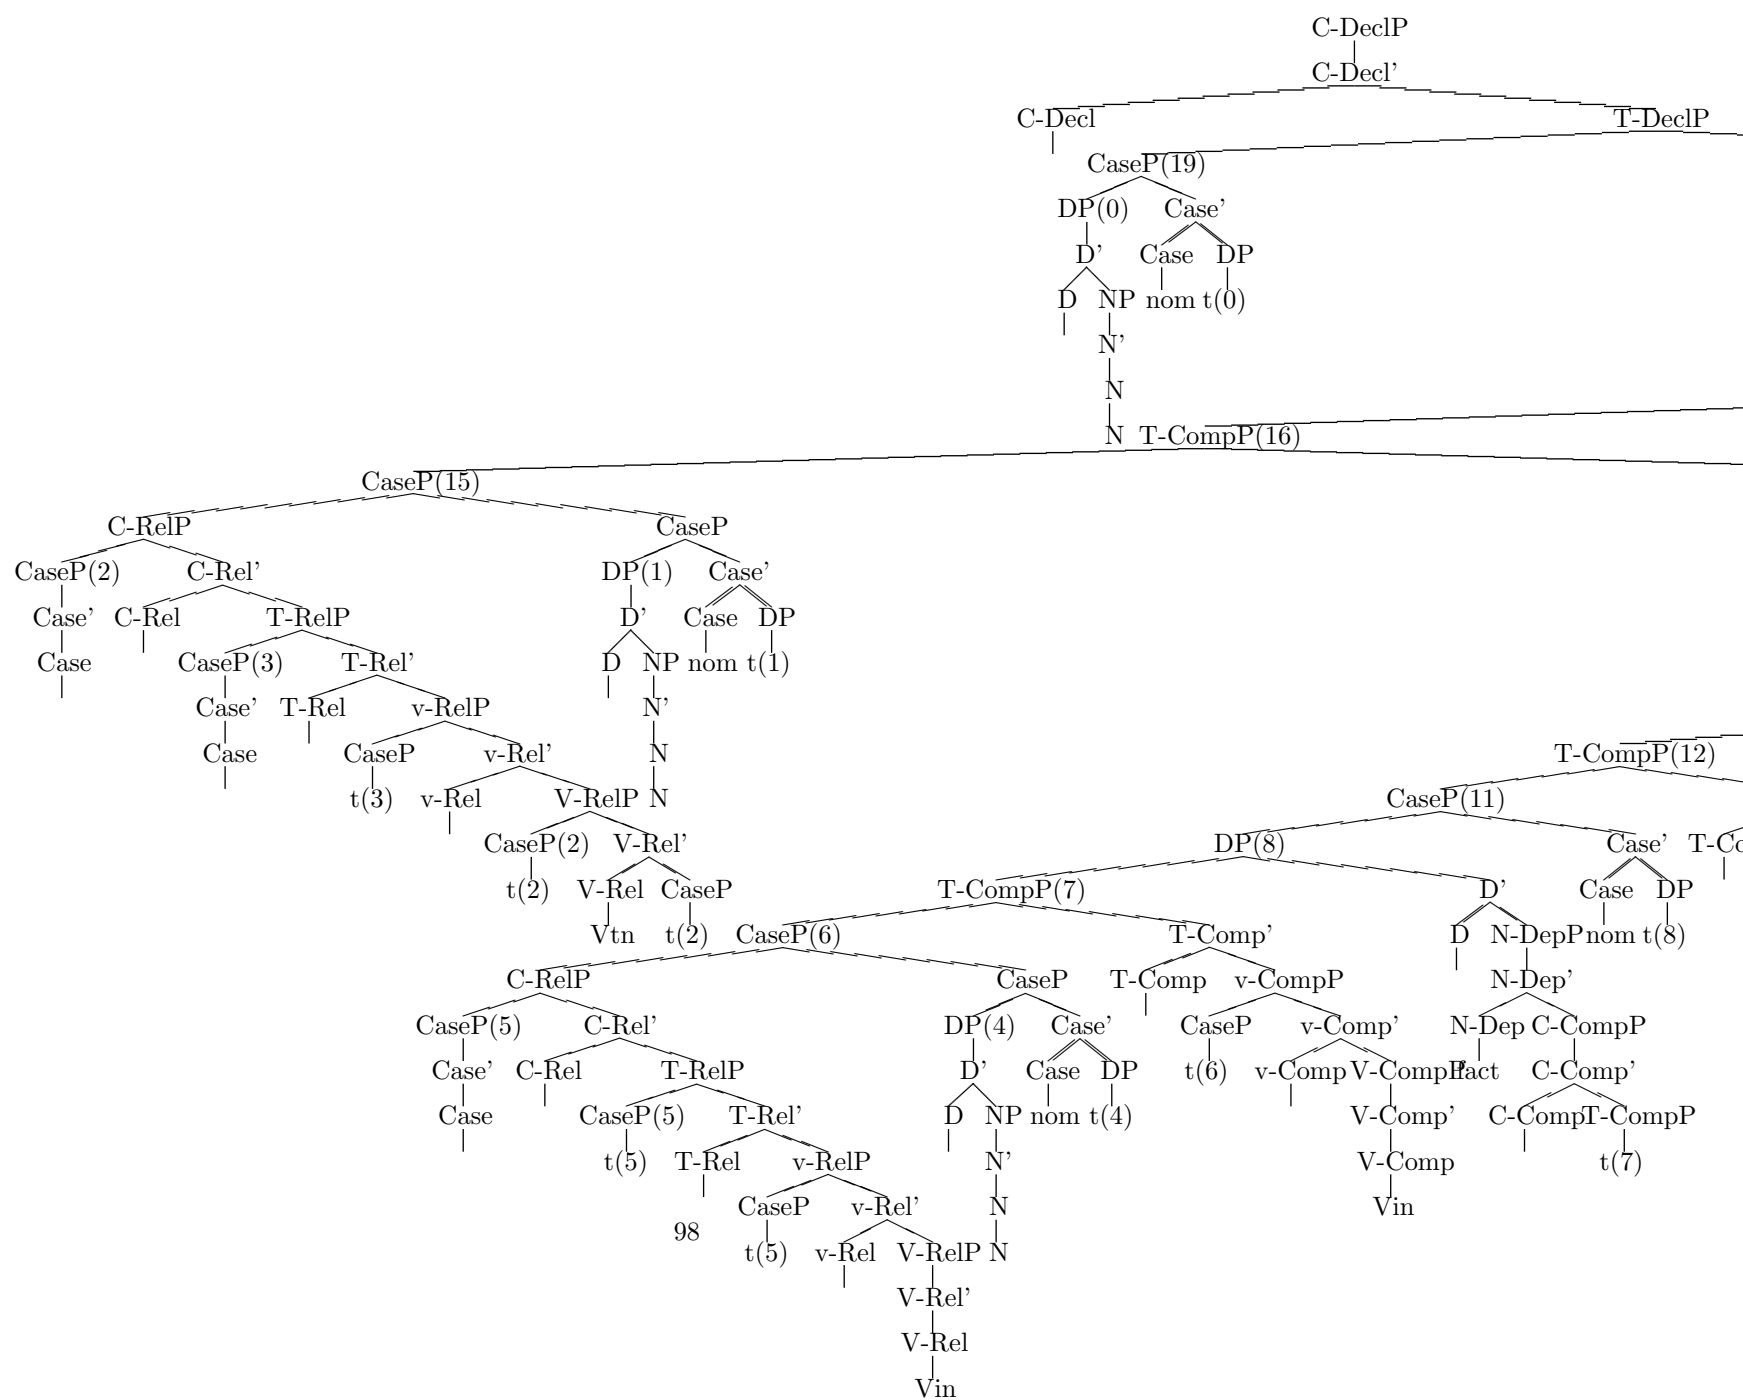 C-DeclP
C-Decl'
C-Decl T-DeclP
CaseP(19)
DP(0) Case'
D' Case DP
D NP nom t(0)
N'
N
N T-CompP(16)
CaseP(15)
C-RelP CaseP
CaseP(2) C-Rel' DP(1) Case'
Case' C-Rel T-RelP D' Case DP
Case CaseP(3) T-Rel' D NP nom t(1)
Case' T-Rel v-RelP N'
Case CaseP v-Rel' N T-CompP(12)
t(3) v-Rel V-RelP N CaseP(11)
CaseP(2) V-Rel' DP(8) Case' T-Co
t(2) V-Rel CaseP T-CompP(7) D' Case DP
Vtn t(2) CaseP(6) T-Comp' D N-DepP nom t(8)
C-RelP CaseP T-Comp v-CompP N-Dep'
CaseP(5) C-Rel' DP(4) Case' CaseP v-Comp' N-Dep C-CompP
Case' C-Rel T-RelP D' Case DP t(6) v-Comp V-CompP fact C-Comp'
Case CaseP(5) T-Rel' D NP nom t(4) V-Comp' C-Comp T-CompP
t(5) T-Rel v-RelP N' V-Comp t(7)
CaseP v-Rel' N Vin
98
t(5) v-Rel V-RelP N
V-Rel'
V-Rel
Vin